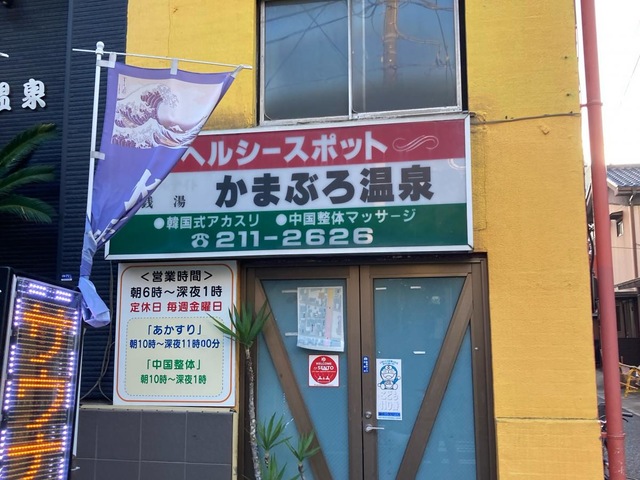 温泉
ヘルシースポット
銭湯 かまぶろ温泉
●韓国式アカスリ ●中国整体マッサージ
☎211-2626
<営業時間>
朝6時〜深夜1時
定休日 毎週金曜日
「あかすり」
朝10時〜深夜11時00分
「中国整体」
朝10時〜深夜1時
WELCOME
SENTO